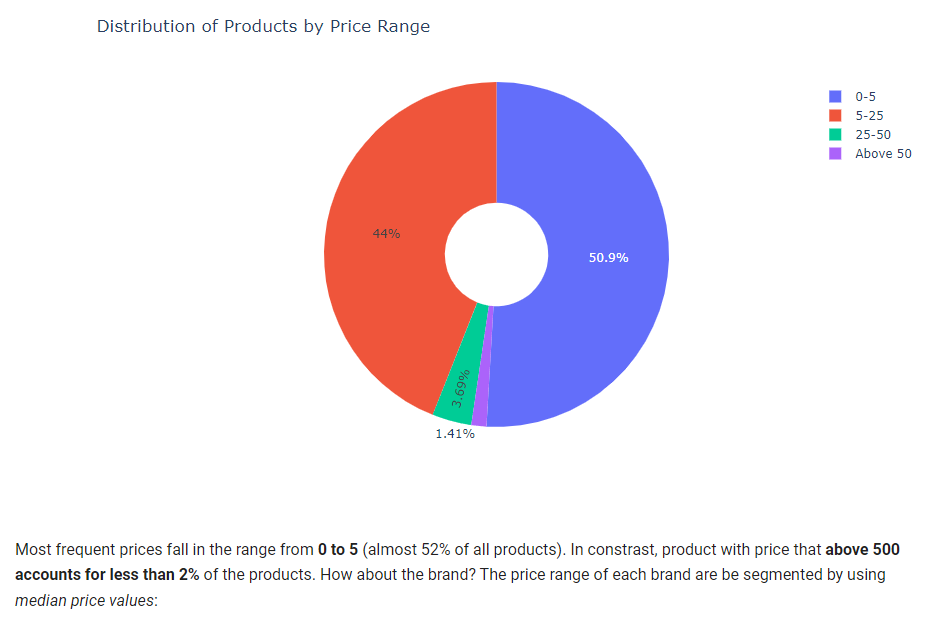 Distribution of Products by Price Range
0-5
5-25
25-50
Above 50
44%
50.9%
3.69%
1.41%
Most frequent prices fall in the range from 0 to 5 (almost 52% of all products). In constrast, product with price that above 500
accounts for less than 2% of the products. How about the brand? The price range of each brand are be segmented by using
median price values: